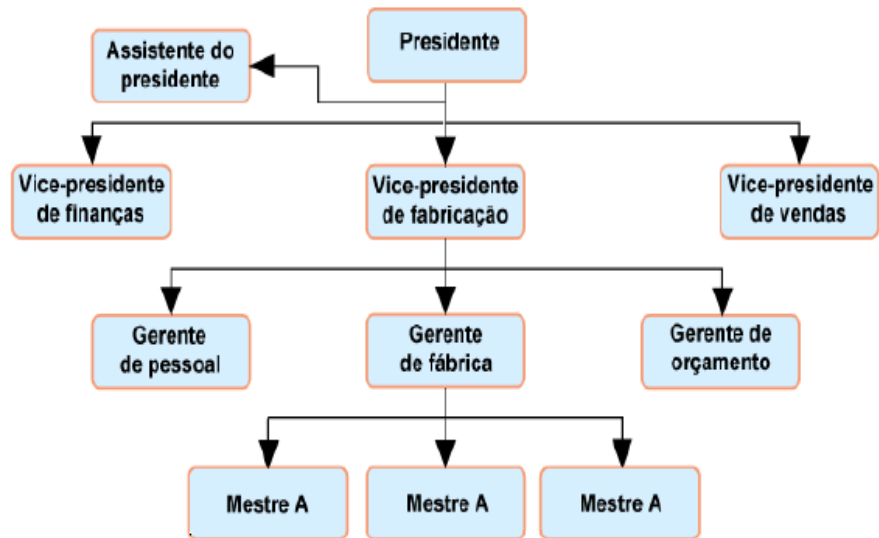 Presidente
Assistente do
presidente
Vice-presidente
de finanças
Vice-presidente
de fabricação
Vice-presidente
de vendas
Gerente
de pessoal
Gerente
de fábrica
Gerente de
orçamento
Mestre A
Mestre A
Mestre A